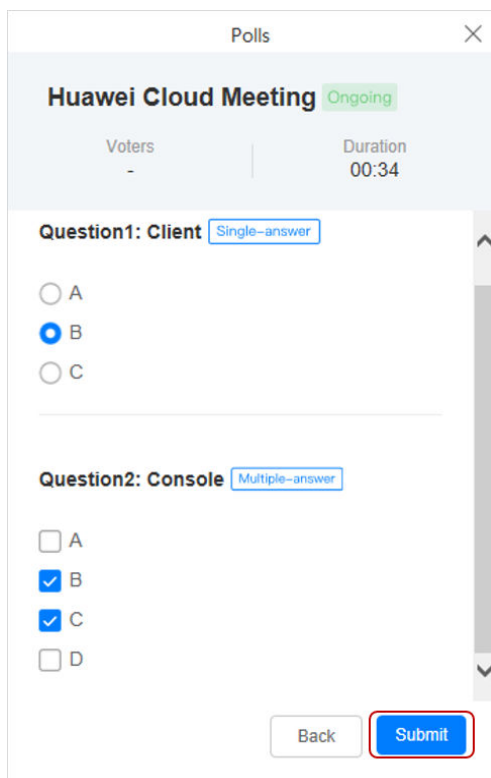 Polls
Huawei Cloud Meeting Ongoing
Voters Duration
- 00:34
Question1: Client Single-answer
A
B
C
Question2: Console Multiple-answer
A
B
C
D
Back Submit